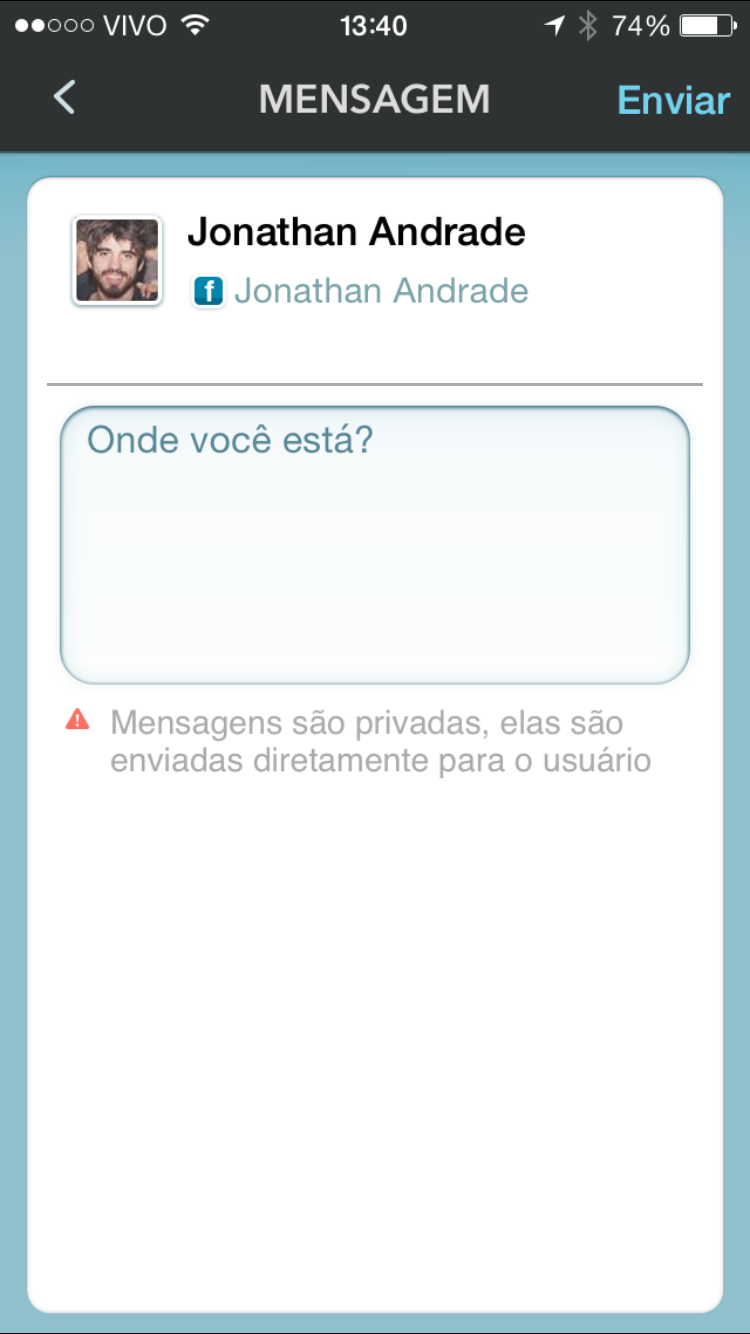 VIVO 13:40 74%
MENSAGEM Enviar
Jonathan Andrade
f Jonathan Andrade
Onde você está?
Mensagens são privadas, elas são
enviadas diretamente para o usuário